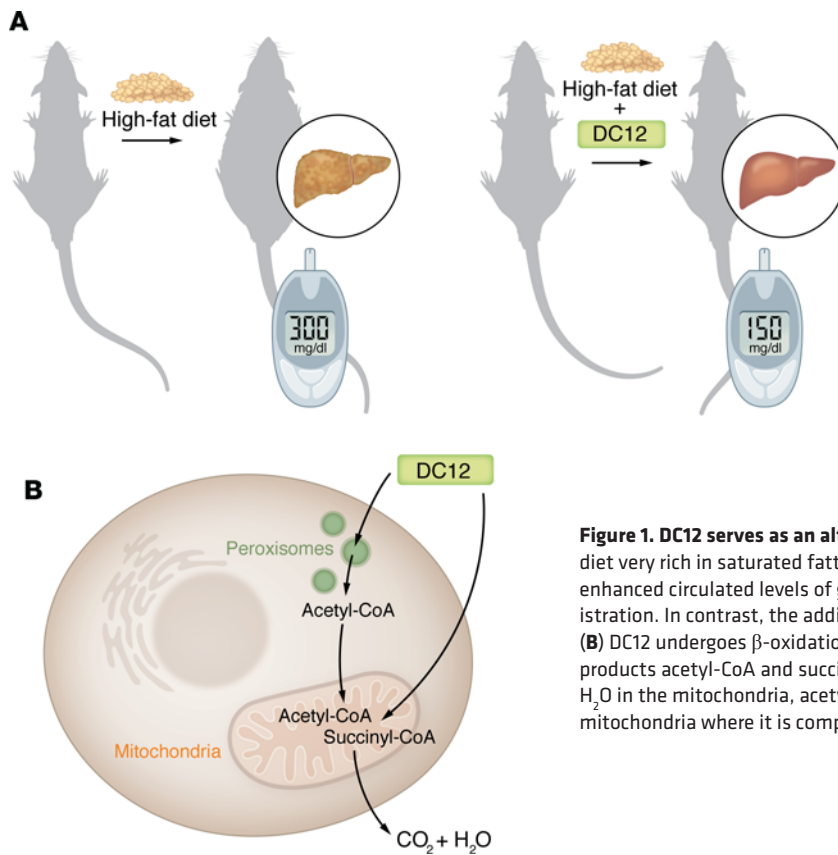 A
High-fat diet
300
mg/dl
High-fat diet
+
DC12
150
mg/dl
B
DC12
Peroxisomes
Acetyl-CoA
Acetyl-CoA
Succinyl-CoA
Mitochondria
CO₂ + H₂O
Figure 1. DC12 serves as an alt
diet very rich in saturated fatt
enhanced circulated levels of g
istration. In contrast, the addi
(B) DC12 undergoes β-oxidatio
products acetyl-CoA and succi
H₂O in the mitochondria, acety
mitochondria where it is comp